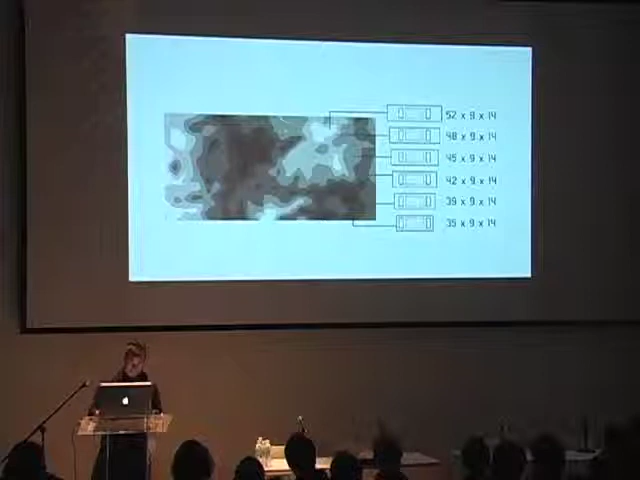 52 x 9 x 14
48 x 9 x 14
45 x 9 x 14
42 x 9 x 14
39 x 9 x 14
35 x 9 x 14